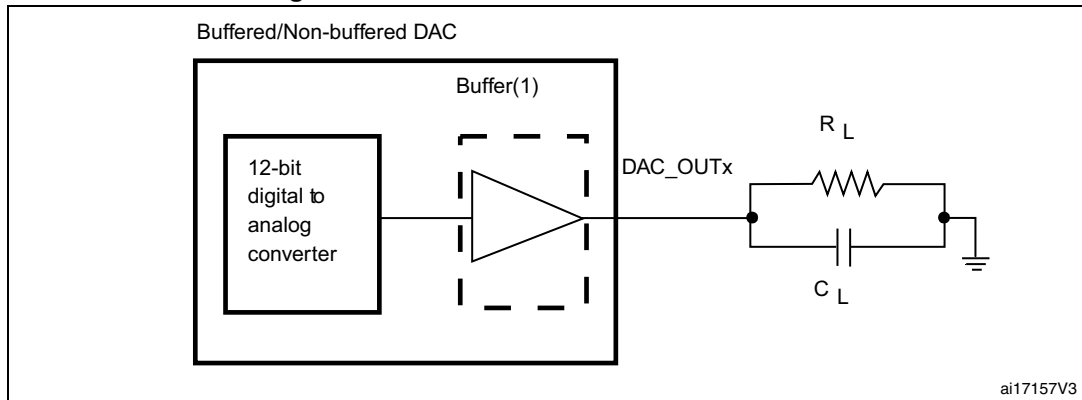 Buffered/Non-buffered DAC
Buffer(1)
12-bit
digital to
analog
converter
DAC_OUTx
R L
C L
ai17157V3